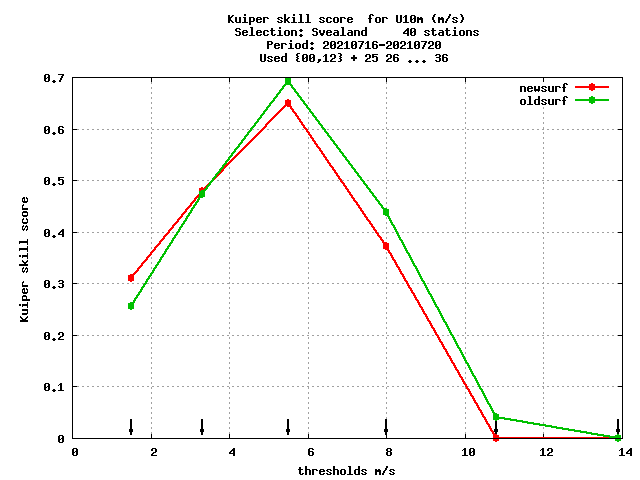 Kuiper skill score  for U10m (m/s)
Selection: Svealand     40 stations
Period: 20210716-20210720
Used {00,12} + 25 26 ... 36
newsurf
oldsurf
0.7
0.6
0.5
0.4
0.3
0.2
0.1
0
Kuiper skill score
0 2 4 6 8 10 12 14
thresholds m/s